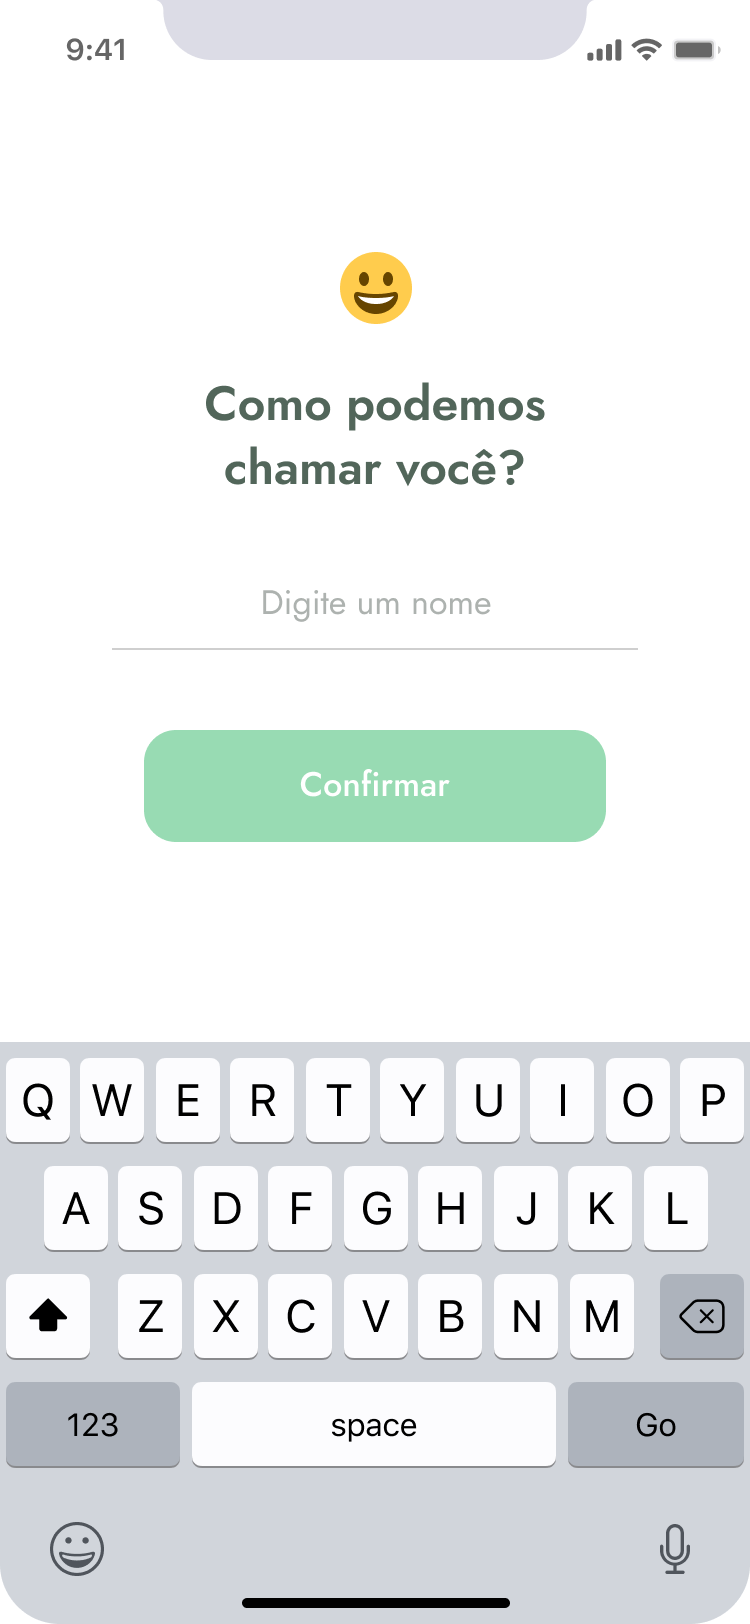 9:41
Como podemos
chamar você?
Digite um nome
Confirmar
Q W E R T Y U I O P
A S D F G H J K L
Z X C V B N M
123 space Go